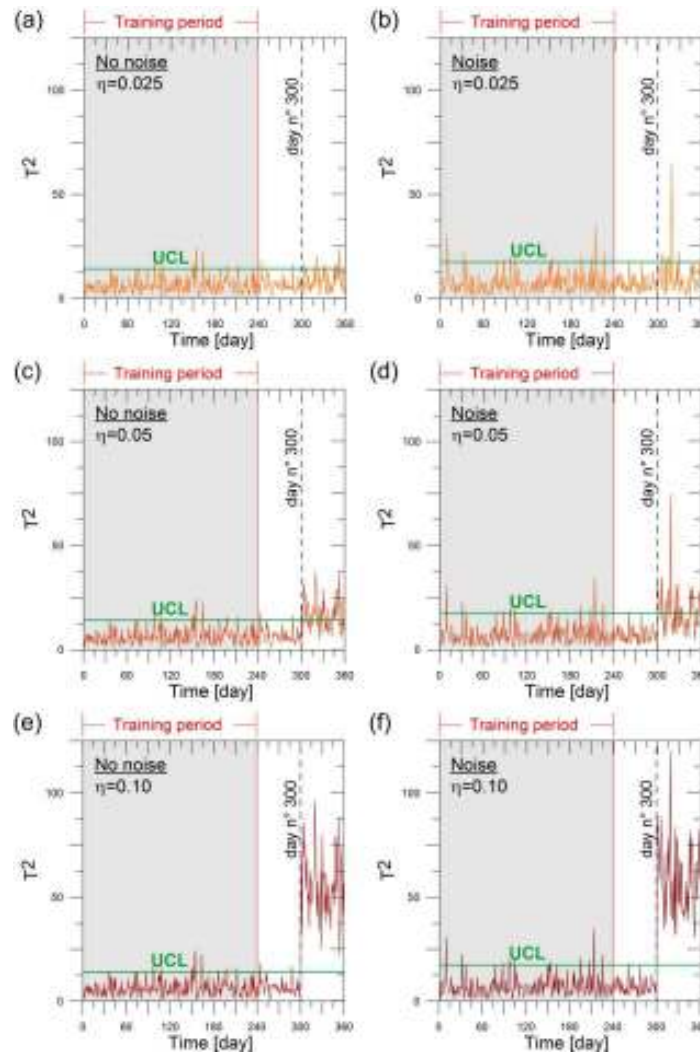 (a)
Training period
No noise
η=0.025
day n° 300
UCL
T²
100
50
0
0 60 120 180 240 300 360
Time [day]
(b)
Training period
Noise
η=0.025
day n° 300
UCL
T²
100
50
0
0 60 120 180 240 300 360
Time [day]
(c)
Training period
No noise
η=0.05
day n° 300
UCL
T²
100
50
0
0 60 120 180 240 300 360
Time [day]
(d)
Training period
Noise
η=0.05
day n° 300
UCL
T²
100
50
0
0 60 120 180 240 300 360
Time [day]
(e)
Training period
No noise
η=0.10
day n° 300
UCL
T²
100
50
0
0 60 120 180 240 300 360
Time [day]
(f)
Training period
Noise
η=0.10
day n° 300
UCL
T²
100
50
0
0 60 120 180 240 300 360
Time [day]